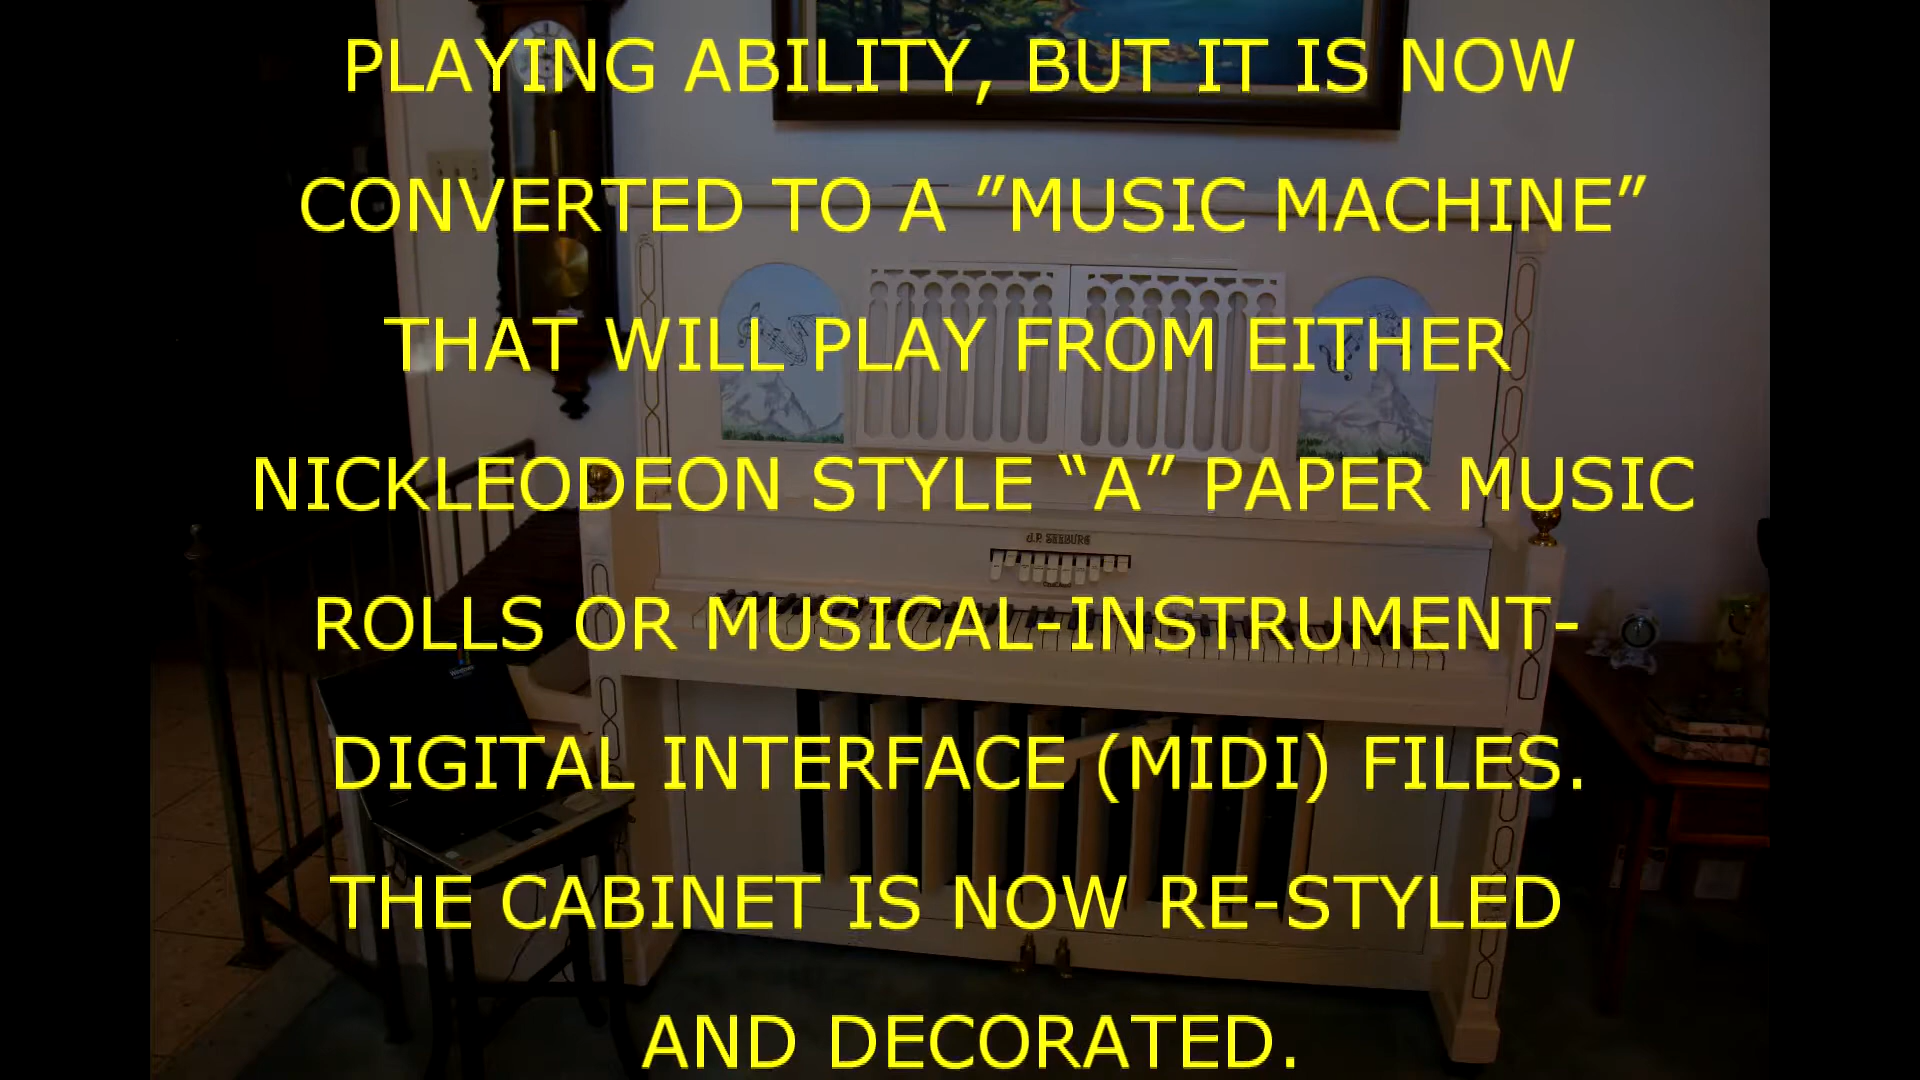 PLAYING ABILITY, BUT IT IS NOW
CONVERTED TO A ”MUSIC MACHINE”
THAT WILL PLAY FROM EITHER
NICKLEODEON STYLE “A” PAPER MUSIC
J.P. SEEBURG
ROLLS OR MUSICAL-INSTRUMENT-
DIGITAL INTERFACE (MIDI) FILES.
THE CABINET IS NOW RE-STYLED
AND DECORATED.